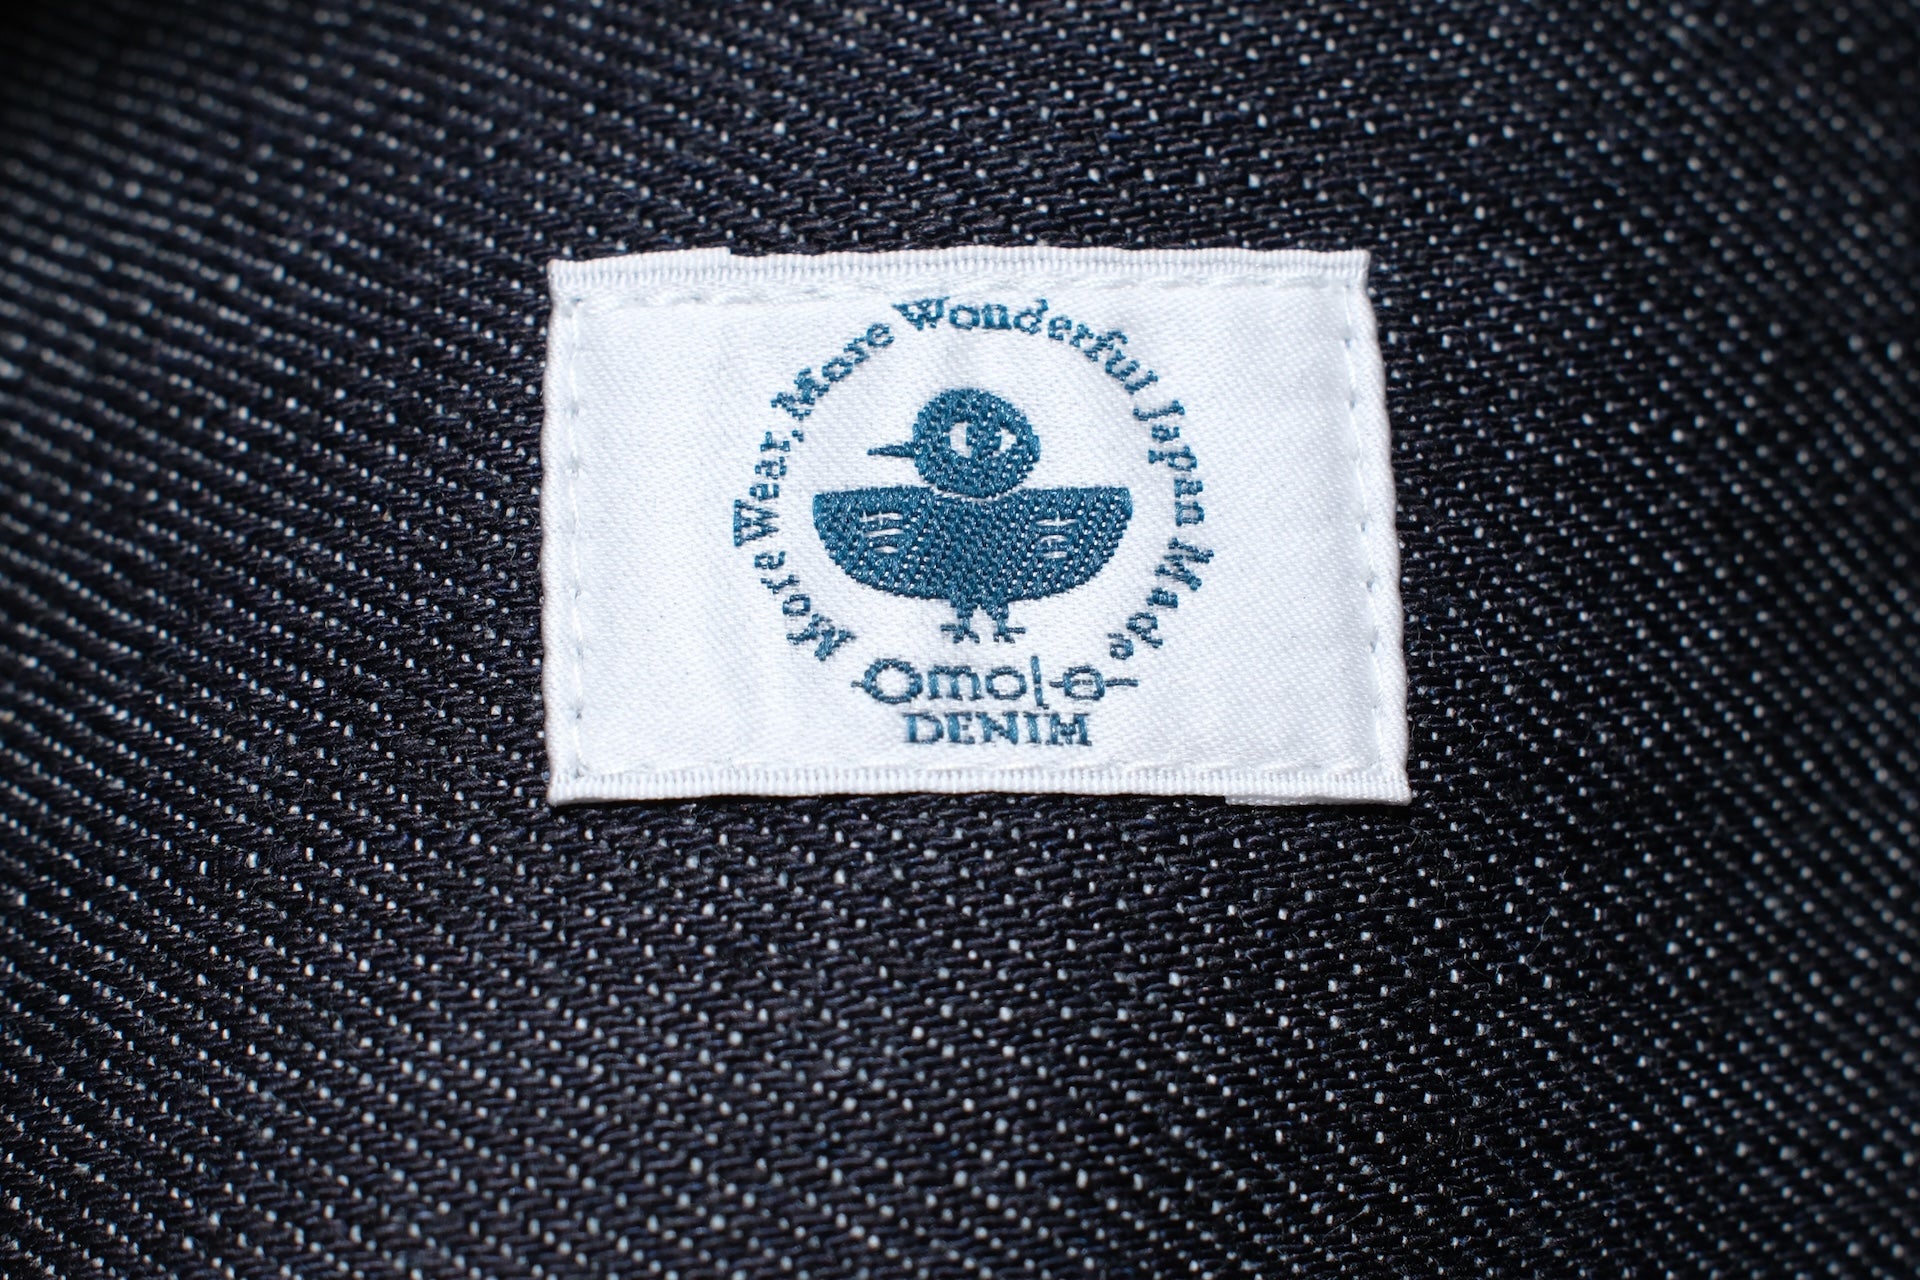 More Wear, More Wonderful Japan Made.
Omolo
DENIM